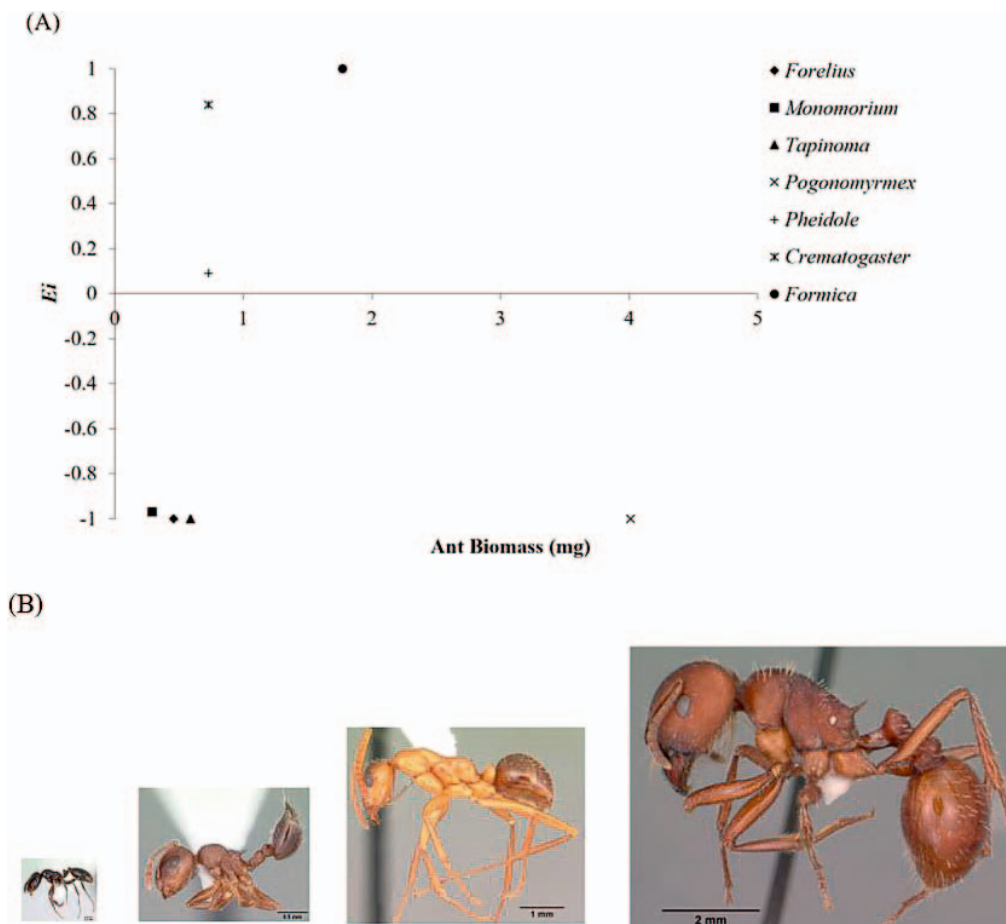 (A)
1
0.8
0.6
0.4
0.2
0
-0.2
-0.4
-0.6
-0.8
-1
Ei
0 1 2 3 4 5
Ant Biomass (mg)
Forelius
Monomorium
Tapinoma
Pogonomyrmex
Pheidole
Crematogaster
Formica
(B)
1 mm
2 mm